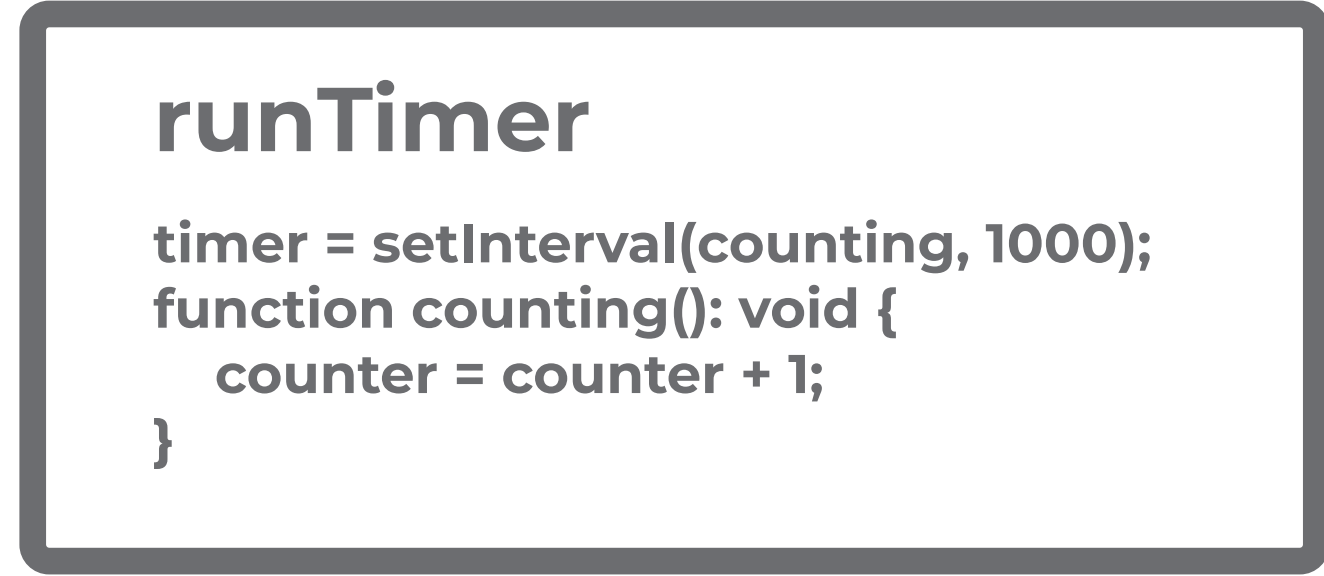 runTimer
timer = setInterval(counting, 1000);
function counting(): void {
counter = counter + 1;
}